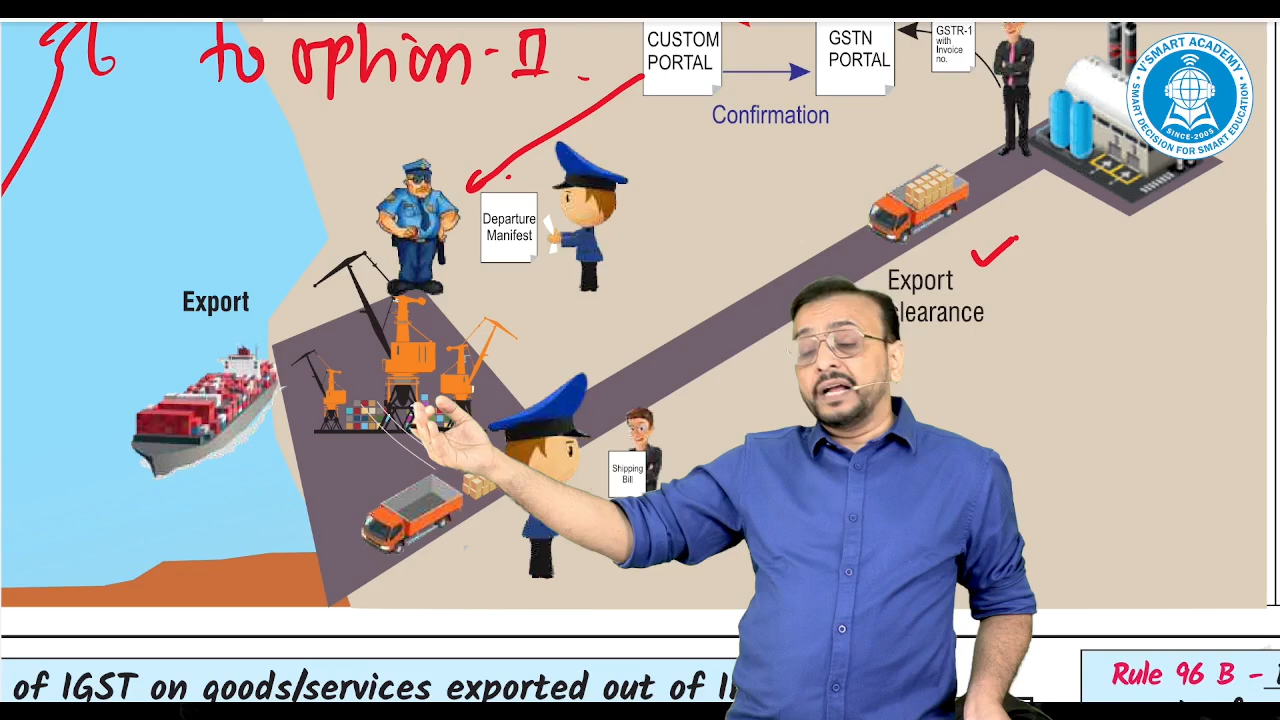 to option-II.
CUSTOM
PORTAL
GSTN
PORTAL
GSTR-1
with
Invoice
no.
Confirmation
V'SMART ACADEMY
SMART DECISION FOR SMART EDUCATION
SINCE-2005
Departure
Manifest
Export
Export
clearance
Shipping
Bill
of IGST on goods/services exported out of
Rule 96 B -